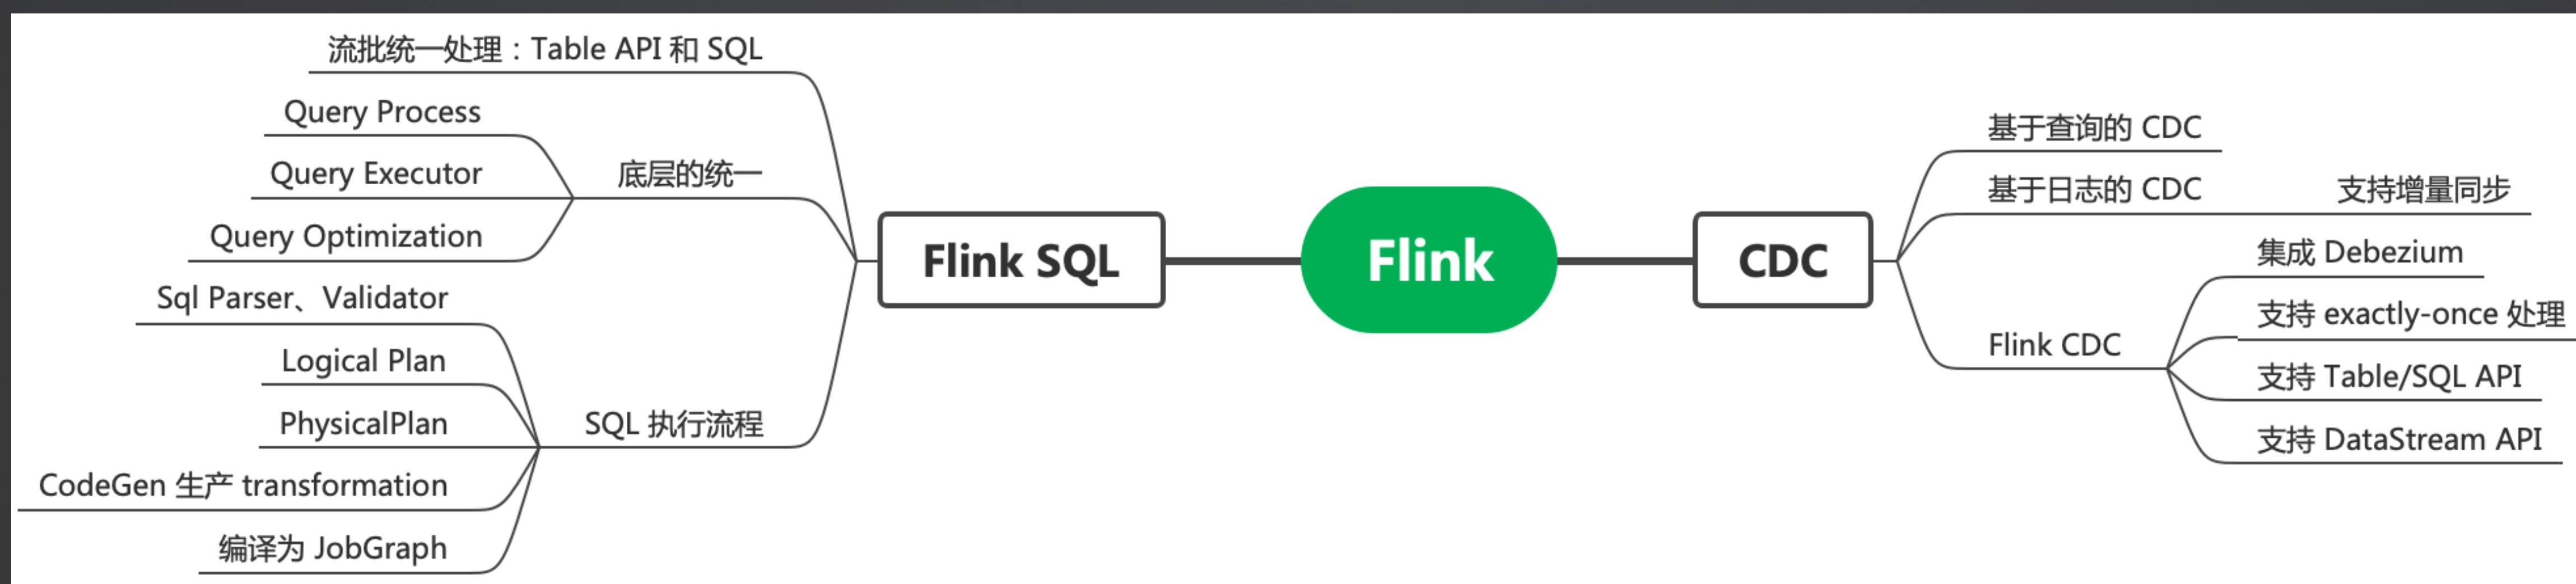 流批统一处理：Table API 和 SQL
Query Process
Query Executor
底层的统一
Query Optimization
Sql Parser、Validator
Logical Plan
PhysicalPlan
SQL 执行流程
CodeGen 生产 transformation
编译为 JobGraph
Flink SQL
Flink
CDC
基于查询的 CDC
基于日志的 CDC
支持增量同步
Flink CDC
集成 Debezium
支持 exactly-once 处理
支持 Table/SQL API
支持 DataStream API